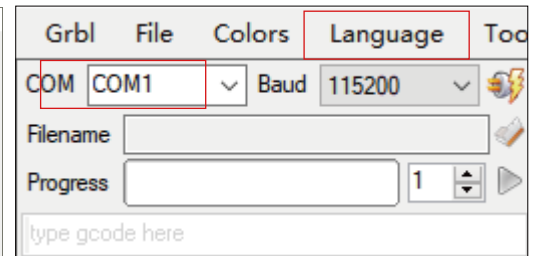 Grbl File Colors Language Too
COM COM1 Baud 115200
Filename
Progress 1
type gcode here